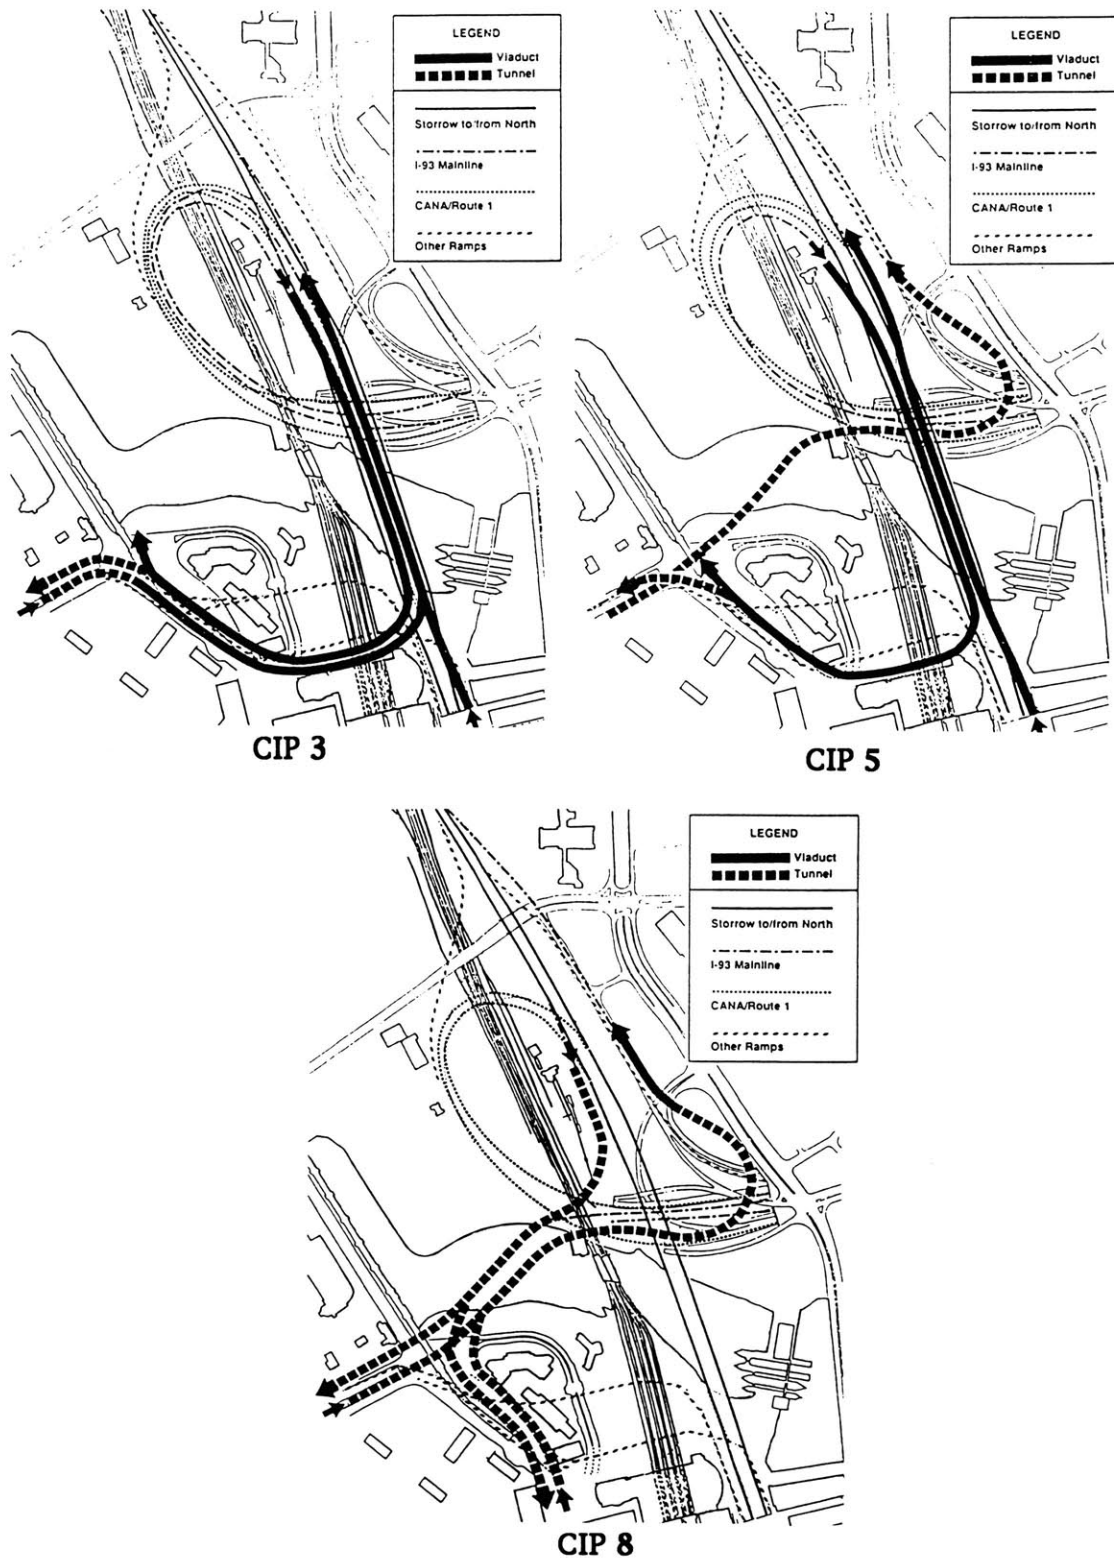 LEGEND
Viaduct
Tunnel
Storrow to/from North
I-93 Mainline
CANA/Route 1
Other Ramps
CIP 3
LEGEND
Viaduct
Tunnel
Storrow to/from North
I-93 Mainline
CANA/Route 1
Other Ramps
CIP 5
LEGEND
Viaduct
Tunnel
Storrow to/from North
I-93 Mainline
CANA/Route 1
Other Ramps
CIP 8